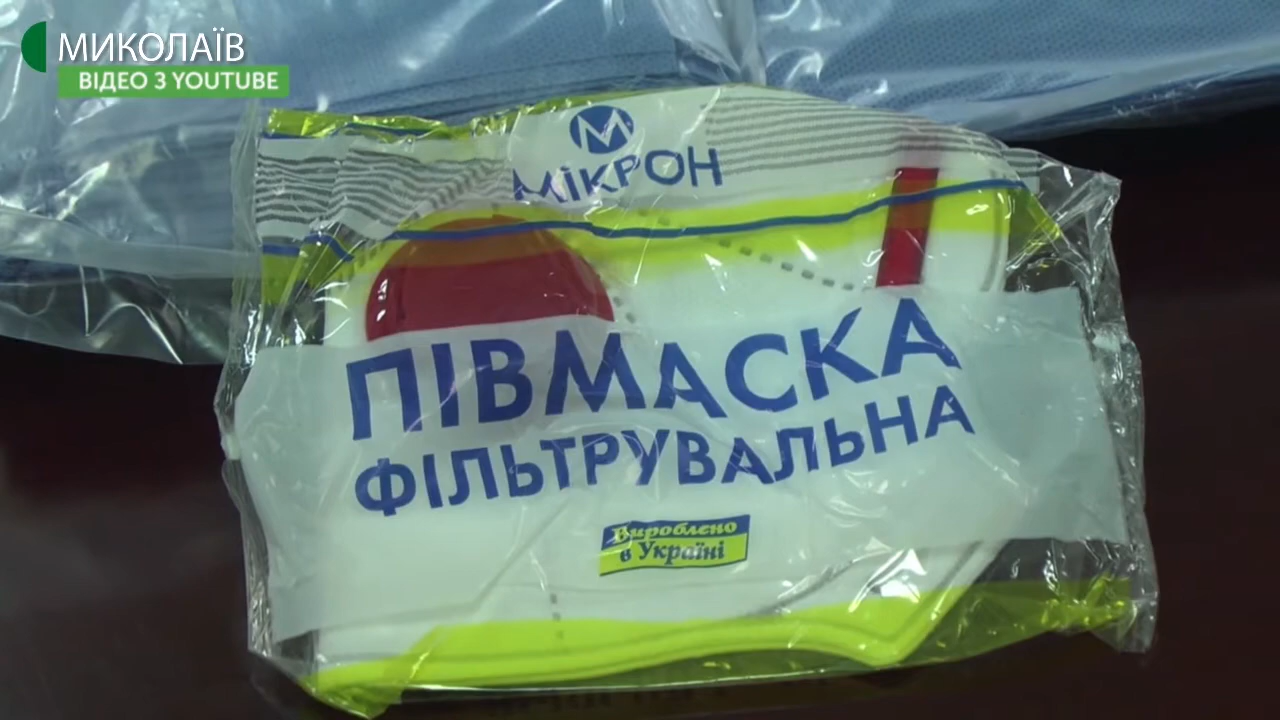 МИКОЛАЇВ
ВІДЕО З YOUTUBE
М
МІКРОН
ПІВМАСКА
ФІЛЬТРУВАЛЬНА
Вироблено
в Україні